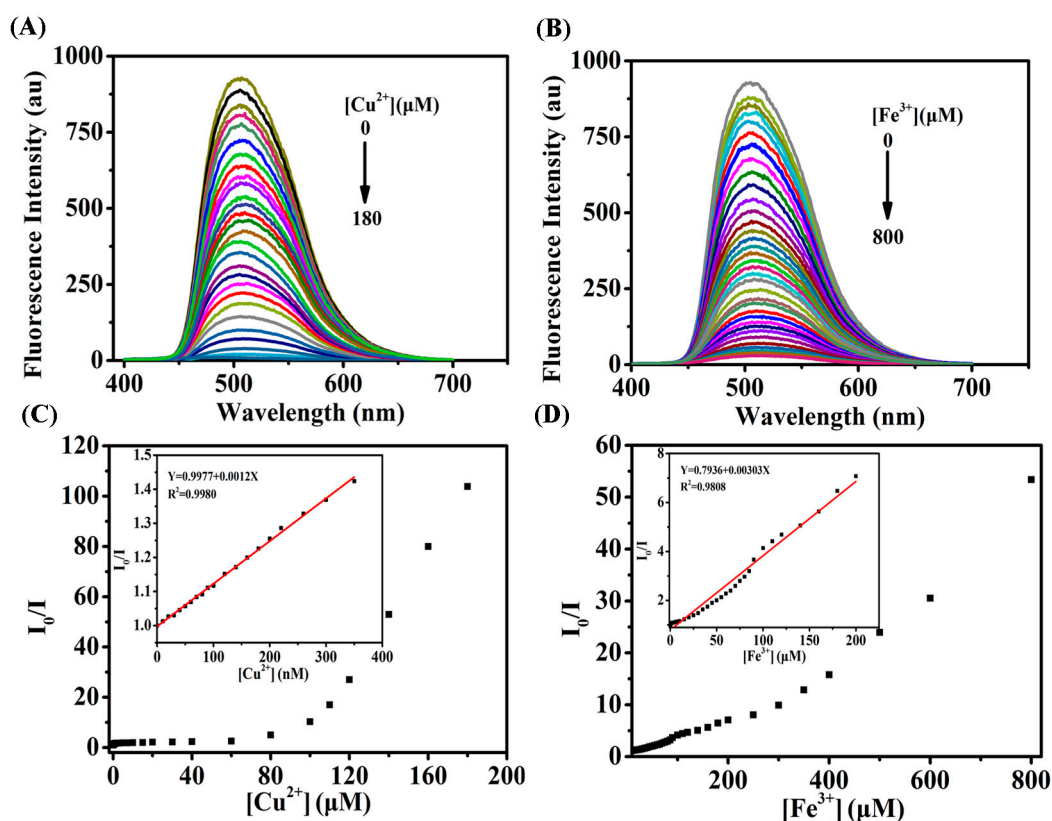 (A)
1000
750
500
250
0
Fluorescence Intensity (au)
[Cu²⁺](μM)
0
180
400 500 600 700
Wavelength (nm)
(B)
1000
750
500
250
0
Fluorescence Intensity (au)
[Fe³⁺](μM)
0
800
400 500 600 700
Wavelength (nm)
(C)
120
100
80
60
40
20
0
I₀/I
1.5
1.4
1.3
1.2
1.1
1.0
I₀/I
Y=0.9977+0.0012X
R²=0.9980
0 100 200 300 400
[Cu²⁺] (nM)
0 40 80 120 160 200
[Cu²⁺] (μM)
(D)
60
50
40
30
20
10
0
I₀/I
8
6
4
2
I₀/I
Y=0.7936+0.00303X
R²=0.9808
0 50 100 150 200
[Fe³⁺] (μM)
200 400 600 800
[Fe³⁺] (μM)